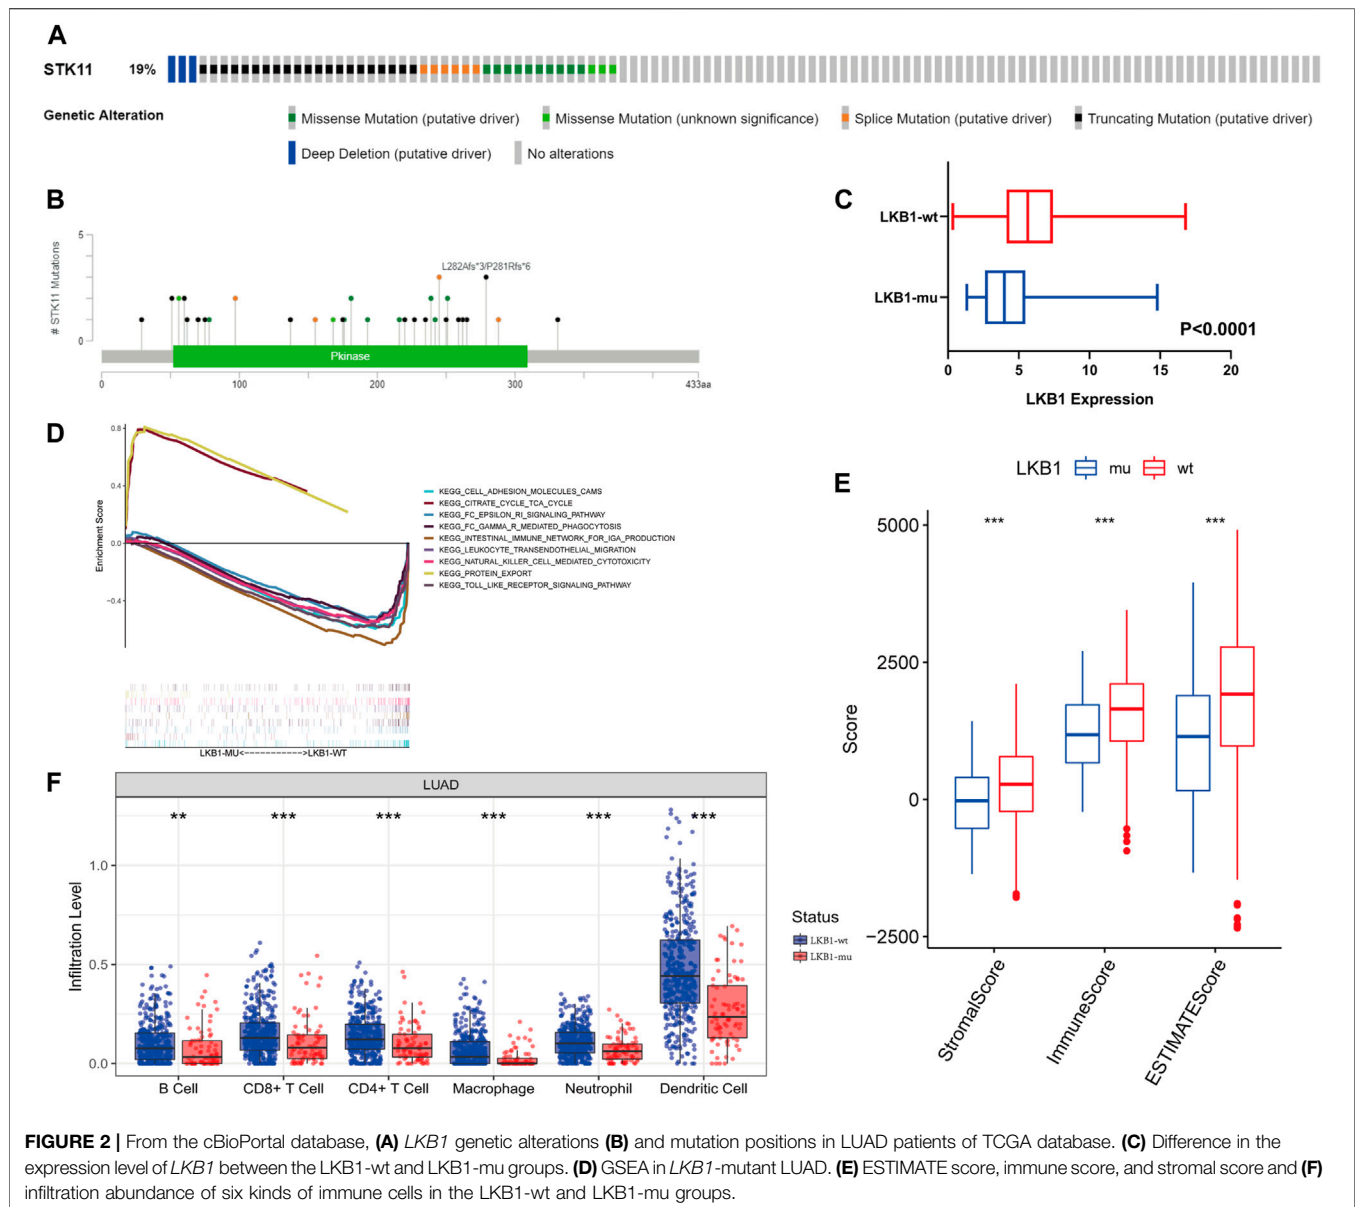 A
STK11 19%
Genetic Alteration
Missense Mutation (putative driver)
Missense Mutation (unknown significance)
Splice Mutation (putative driver)
Truncating Mutation (putative driver)
Deep Deletion (putative driver)
No alterations
B
# STK11 Mutations
5
0
L282Afs*3/P281Rfs*6
Pkinase
0 100 200 300 433aa
C
LKB1-wt
LKB1-mu
P<0.0001
0 5 10 15 20
LKB1 Expression
D
Enrichment Score
0.8
0.4
0.0
−0.4
KEGG_CELL_ADHESION_MOLECULES_CAMS
KEGG_CITRATE_CYCLE_TCA_CYCLE
KEGG_FC_EPSILON_RI_SIGNALING_PATHWAY
KEGG_FC_GAMMA_R_MEDIATED_PHAGOCYTOSIS
KEGG_INTESTINAL_IMMUNE_NETWORK_FOR_IGA_PRODUCTION
KEGG_LEUKOCYTE_TRANSENDOTHELIAL_MIGRATION
KEGG_NATURAL_KILLER_CELL_MEDIATED_CYTOTOXICITY
KEGG_PROTEIN_EXPORT
KEGG_TOLL_LIKE_RECEPTOR_SIGNALING_PATHWAY
LKB1-MU<----------->LKB1-WT
E
LKB1 mu wt
*** *** ***
Score
5000
2500
0
−2500
StromalScore
ImmuneScore
ESTIMATEScore
F
LUAD
** *** *** *** *** ***
Infiltration Level
1.0
0.5
0.0
B Cell CD8+ T Cell CD4+ T Cell Macrophage Neutrophil Dendritic Cell
Status
LKB1-wt
LKB1-mu
FIGURE 2 | From the cBioPortal database, (A) LKB1 genetic alterations (B) and mutation positions in LUAD patients of TCGA database. (C) Difference in the
expression level of LKB1 between the LKB1-wt and LKB1-mu groups. (D) GSEA in LKB1-mutant LUAD. (E) ESTIMATE score, immune score, and stromal score and (F)
infiltration abundance of six kinds of immune cells in the LKB1-wt and LKB1-mu groups.